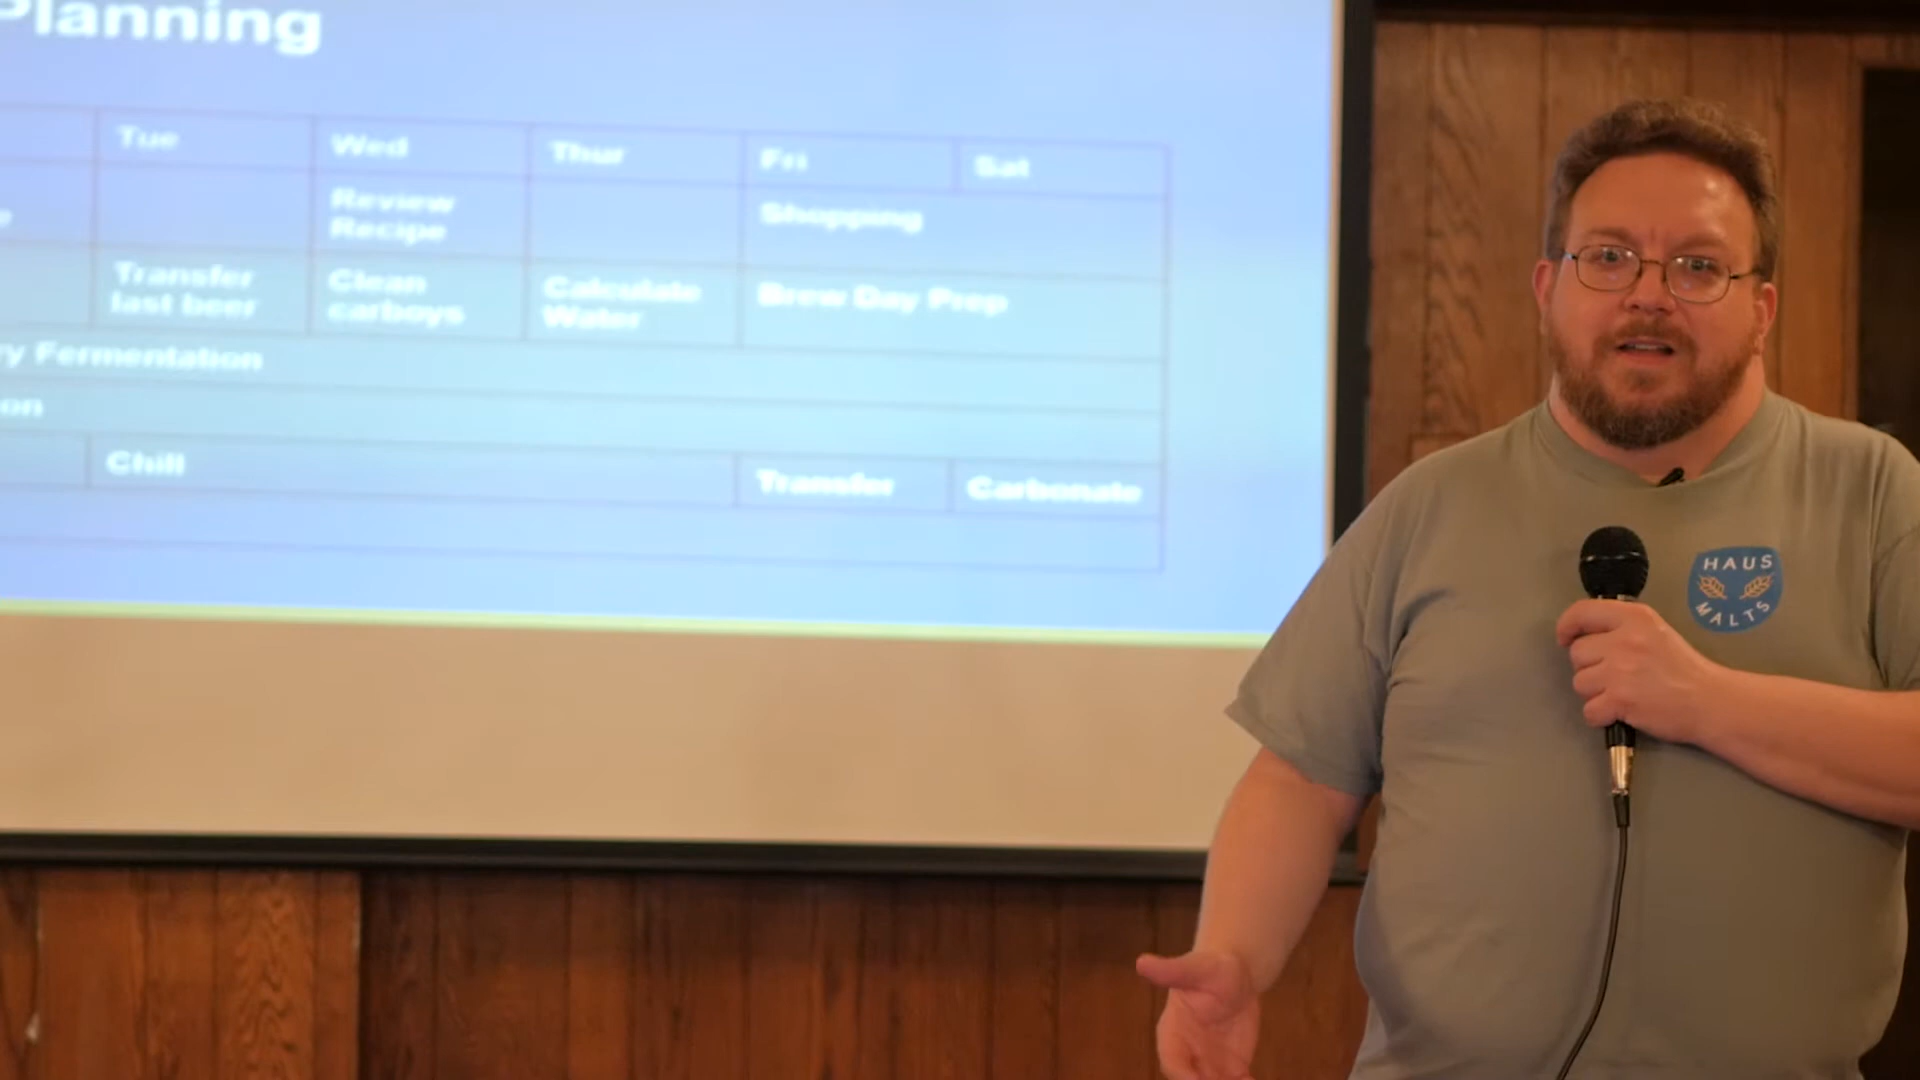 Planning
Tue Wed Thur Fri Sat
Review
Recipe
Shopping
Transfer
last beer
Clean
carboys
Calculate
Water
Brew Day Prep
y Fermentation
on
Chill Transfer Carbonate
HAUS
MALTS